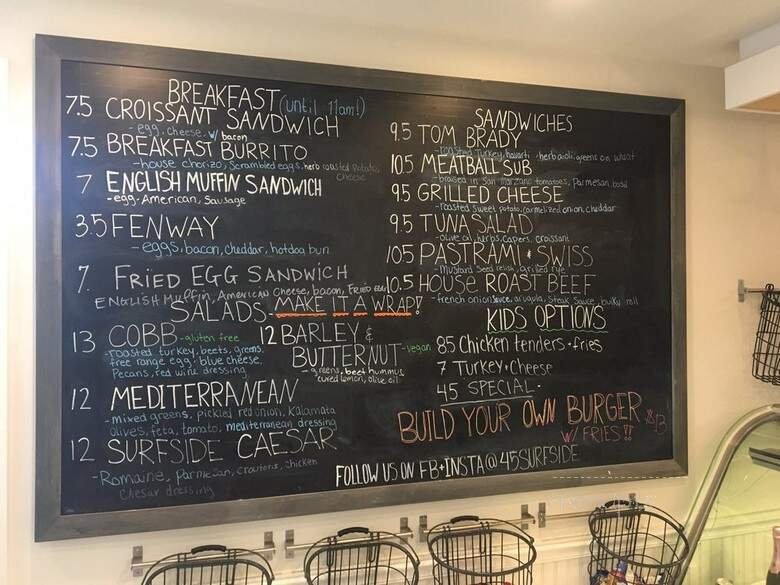 BREAKFAST (until 11am!)
7.5 CROISSANT SANDWICH
- egg, cheese, w/ bacon
7.5 BREAKFAST BURRITO
- house chorizo, scrambled eggs, herb roasted potatoes
cheese
7 ENGLISH MUFFIN SANDWICH
- egg, American, Sausage
3.5 FENWAY
- eggs, bacon, cheddar, hotdog bun
7. FRIED EGG SANDWICH
ENGLISH MUFFIN, AMERICAN CHEESE, bacon, FRIED EGG
SALADS - MAKE IT A WRAP!
13 COBB - gluten free
- roasted turkey, beets, greens,
free range egg, blue cheese,
Pecans, red wine dressing
12 BARLEY &
BUTTERNUT - vegan
- greens, beet hummus
cured lemon, olive oil
12 MEDITERRANEAN
- mixed greens, pickled red onion, Kalamata
olives, feta, tomato, mediterranean dressing
12 SURFSIDE CAESAR
- Romaine, parmesan, croutons, chicken
caesar dressing
SANDWICHES
9.5 TOM BRADY
- roasted turkey, havarti, herb aioli, greens on wheat
10.5 MEATBALL SUB
- braised in San Marzano tomatoes, Parmesan, basil
9.5 GRILLED CHEESE
- roasted sweet potato, carmelized onion, cheddar
9.5 TUNA SALAD
- olive oil, herbs, capers, croissant
10.5 PASTRAMI & SWISS
- Mustard Seed relish, grilled rye
10.5 HOUSE ROAST BEEF
- french onion sauce, arugula, steak sauce, bulky roll
KIDS OPTIONS
8.5 Chicken tenders + fries
7 Turkey + Cheese
45 SPECIAL -
BUILD YOUR OWN BURGER $13
W/ FRIES!!
FOLLOW US ON FB + INSTA @ 45SURFSIDE